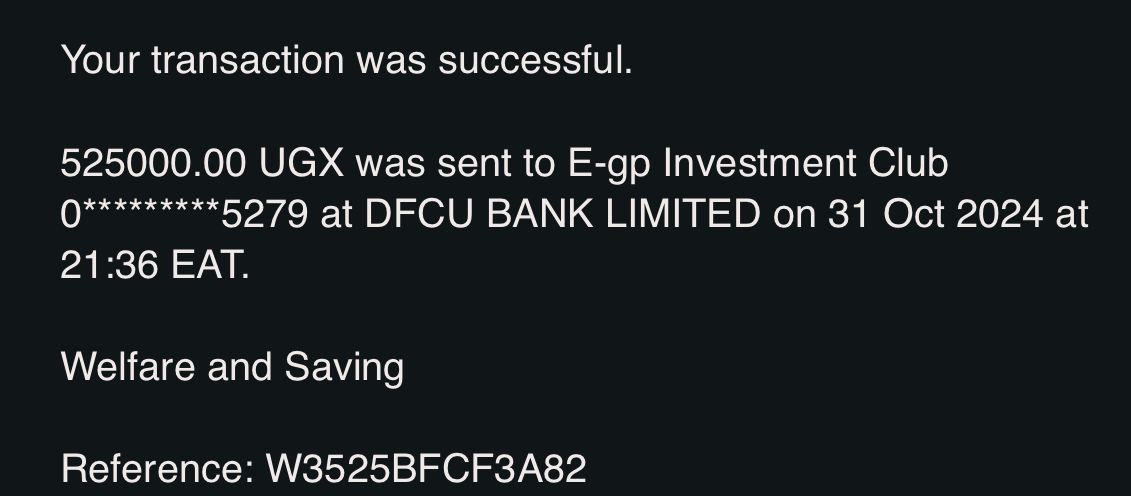 Your transaction was successful.
525000.00 UGX was sent to E-gp Investment Club
0*********5279 at DFCU BANK LIMITED on 31 Oct 2024 at
21:36 EAT.
Welfare and Saving
Reference: W3525BFCF3A82